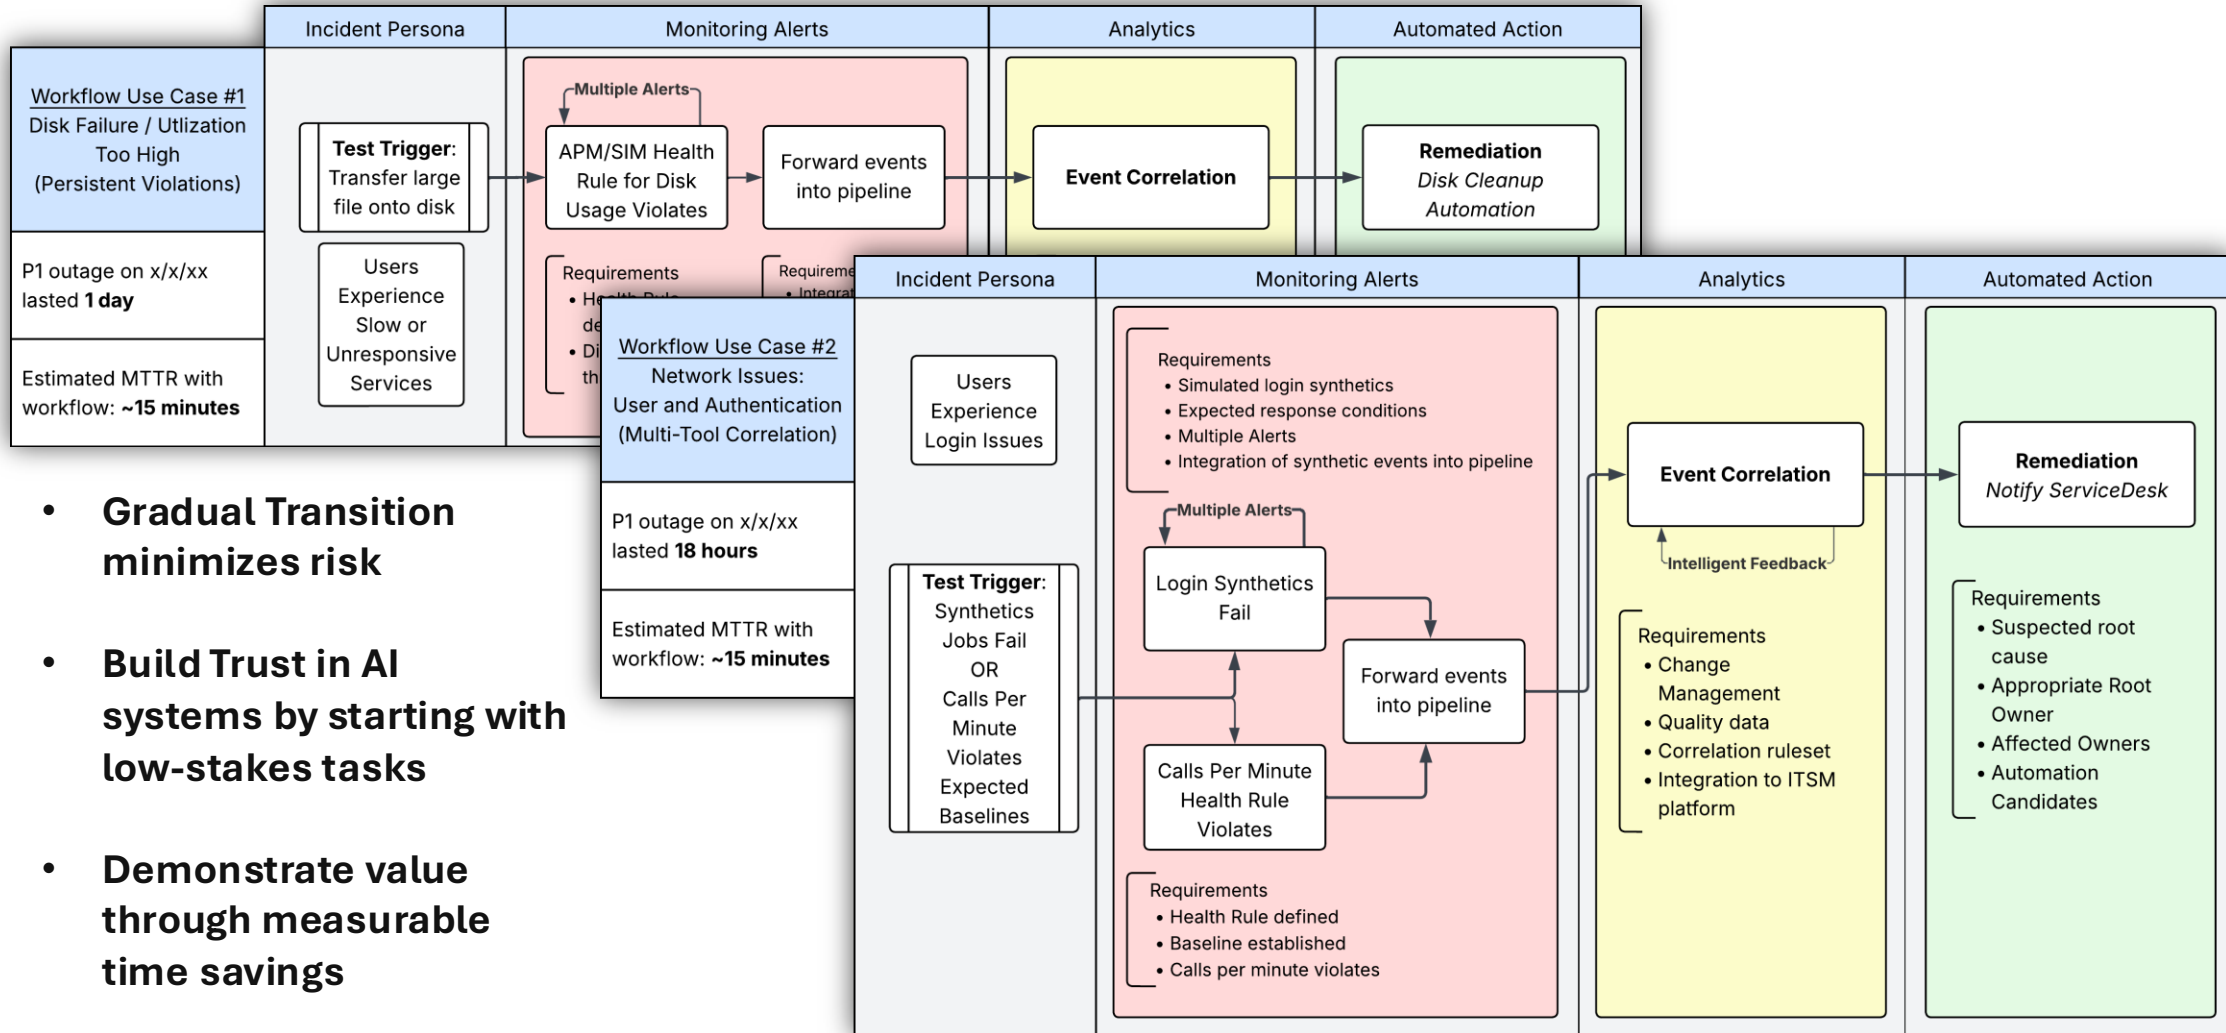 Incident Persona
Monitoring Alerts
Analytics
Automated Action
Workflow Use Case #1
Disk Failure / Utlization
Too High
(Persistent Violations)
P1 outage on x/x/xx
lasted 1 day
Estimated MTTR with
workflow: ~15 minutes
Test Trigger:
Transfer large
file onto disk
Users
Experience
Slow or
Unresponsive
Services
Multiple Alerts
APM/SIM Health
Rule for Disk
Usage Violates
Forward events
into pipeline
Requirements
Event Correlation
Remediation
Disk Cleanup
Automation
Incident Persona
Monitoring Alerts
Analytics
Automated Action
Workflow Use Case #2
Network Issues:
User and Authentication
(Multi-Tool Correlation)
P1 outage on x/x/xx
lasted 18 hours
Estimated MTTR with
workflow: ~15 minutes
Users
Experience
Login Issues
Test Trigger:
Synthetics
Jobs Fail
OR
Calls Per
Minute
Violates
Expected
Baselines
Requirements
• Simulated login synthetics
• Expected response conditions
• Multiple Alerts
• Integration of synthetic events into pipeline
Multiple Alerts
Login Synthetics
Fail
Forward events
into pipeline
Calls Per Minute
Health Rule
Violates
Requirements
• Health Rule defined
• Baseline established
• Calls per minute violates
Event Correlation
Intelligent Feedback
Requirements
• Change
Management
• Quality data
• Correlation ruleset
• Integration to ITSM
platform
Remediation
Notify ServiceDesk
Requirements
• Suspected root
cause
• Appropriate Root
Owner
• Affected Owners
• Automation
Candidates
• Gradual Transition
minimizes risk
• Build Trust in AI
systems by starting with
low-stakes tasks
• Demonstrate value
through measurable
time savings